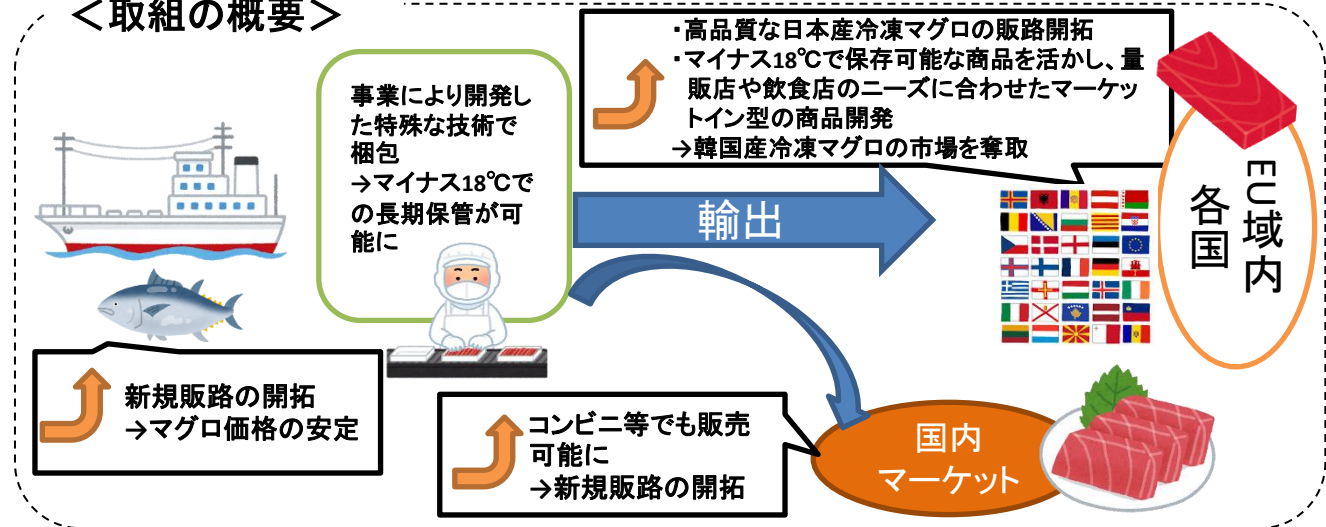 ＜取組の概要＞
事業により開発し
た特殊な技術で
梱包
→マイナス18℃で
の長期保管が可
能に
・高品質な日本産冷凍マグロの販路開拓
・マイナス18℃で保存可能な商品を活かし、量
販店や飲食店のニーズに合わせたマーケッ
トイン型の商品開発
→韓国産冷凍マグロの市場を奪取
輸出
EU域内
各国
新規販路の開拓
→マグロ価格の安定
コンビニ等でも販売
可能に
→新規販路の開拓
国内
マーケット